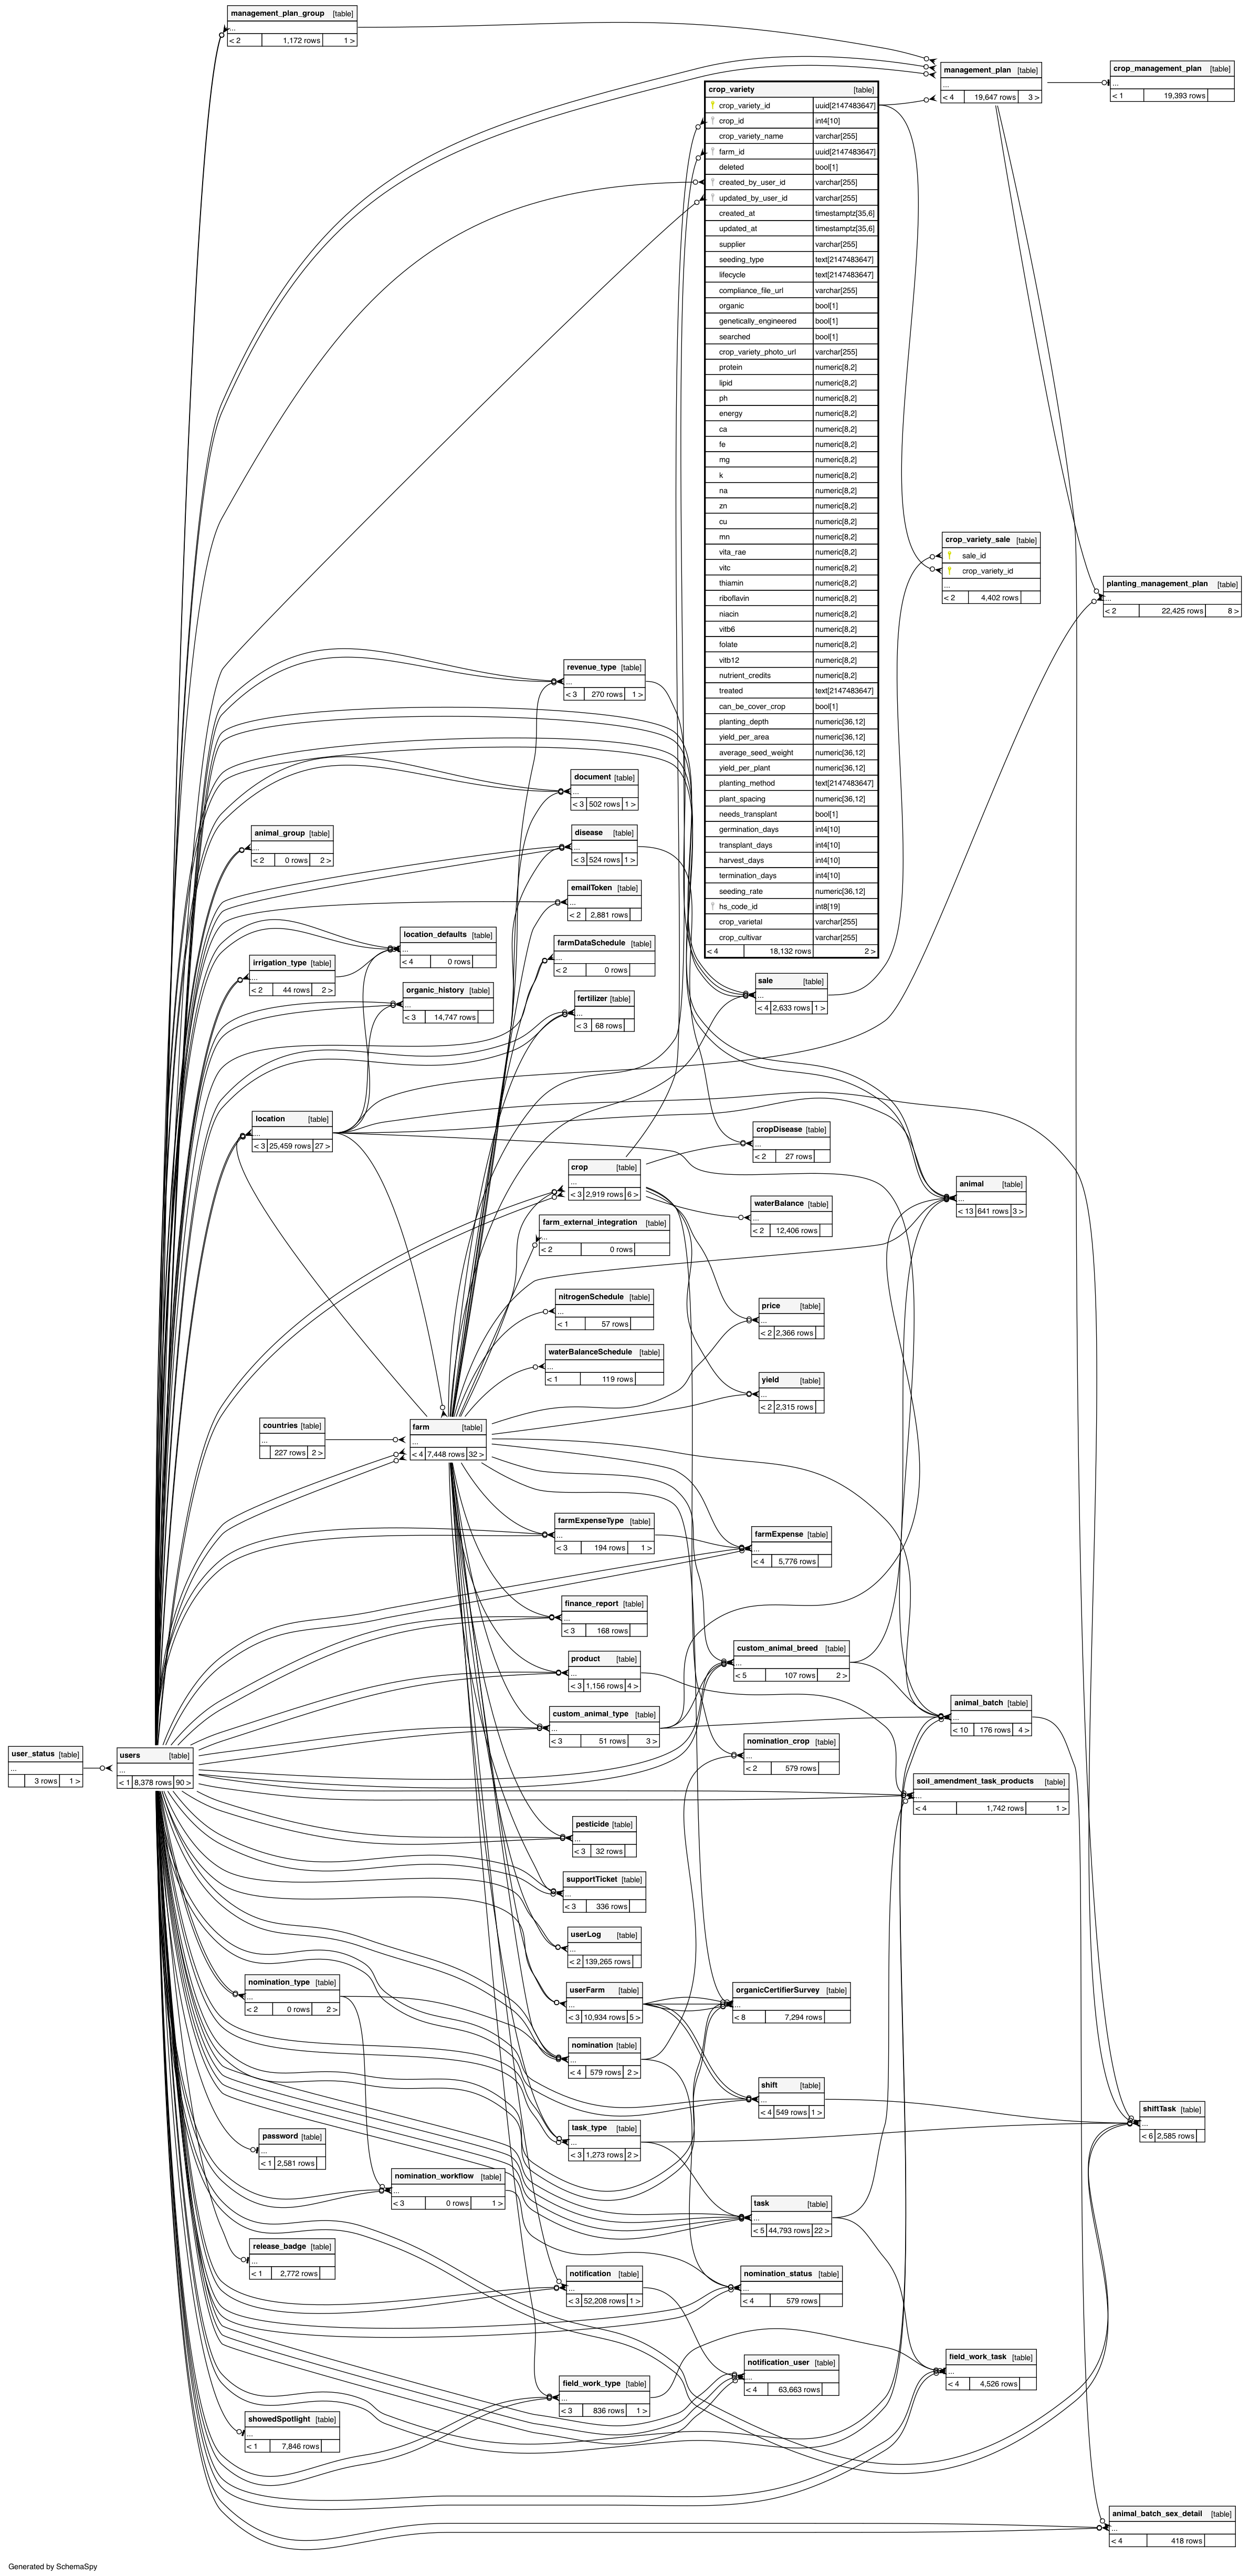 management_plan_group [table]
...
< 2 1,172 rows 1 >
management_plan [table]
...
< 4 19,647 rows 3 >
crop_management_plan [table]
...
< 1 19,393 rows
crop_variety [table]
crop_variety_id uuid[2147483647]
crop_id int4[10]
crop_variety_name varchar[255]
farm_id uuid[2147483647]
deleted bool[1]
created_by_user_id varchar[255]
updated_by_user_id varchar[255]
created_at timestamptz[35,6]
updated_at timestamptz[35,6]
supplier varchar[255]
seeding_type text[2147483647]
lifecycle text[2147483647]
compliance_file_url varchar[255]
organic bool[1]
genetically_engineered bool[1]
searched bool[1]
crop_variety_photo_url varchar[255]
protein numeric[8,2]
lipid numeric[8,2]
ph numeric[8,2]
energy numeric[8,2]
ca numeric[8,2]
fe numeric[8,2]
mg numeric[8,2]
k numeric[8,2]
na numeric[8,2]
zn numeric[8,2]
cu numeric[8,2]
mn numeric[8,2]
vita_rae numeric[8,2]
vitc numeric[8,2]
thiamin numeric[8,2]
riboflavin numeric[8,2]
niacin numeric[8,2]
vitb6 numeric[8,2]
folate numeric[8,2]
vitb12 numeric[8,2]
nutrient_credits numeric[8,2]
treated text[2147483647]
can_be_cover_crop bool[1]
planting_depth numeric[36,12]
yield_per_area numeric[36,12]
average_seed_weight numeric[36,12]
yield_per_plant numeric[36,12]
planting_method text[2147483647]
plant_spacing numeric[36,12]
needs_transplant bool[1]
germination_days int4[10]
transplant_days int4[10]
harvest_days int4[10]
termination_days int4[10]
seeding_rate numeric[36,12]
hs_code_id int8[19]
crop_varietal varchar[255]
crop_cultivar varchar[255]
< 4 18,132 rows 2 >
crop_variety_sale [table]
sale_id
crop_variety_id
...
< 2 4,402 rows
planting_management_plan [table]
...
< 2 22,425 rows 8 >
revenue_type [table]
...
< 3 270 rows 1 >
document [table]
...
< 3 502 rows 1 >
animal_group [table]
...
< 2 0 rows 2 >
disease [table]
...
< 3 524 rows 1 >
emailToken [table]
...
< 2 2,881 rows
location_defaults [table]
...
< 4 0 rows
farmDataSchedule [table]
...
< 2 0 rows
irrigation_type [table]
...
< 2 44 rows 2 >
organic_history [table]
...
< 3 14,747 rows
fertilizer [table]
...
< 3 68 rows
sale [table]
...
< 4 2,633 rows 1 >
location [table]
...
< 3 25,459 rows 27 >
cropDisease [table]
...
< 2 27 rows
crop [table]
...
< 3 2,919 rows 6 >
animal [table]
...
< 13 641 rows 3 >
waterBalance [table]
...
< 2 12,406 rows
farm_external_integration [table]
...
< 2 0 rows
nitrogenSchedule [table]
...
< 1 57 rows
price [table]
...
< 2 2,366 rows
waterBalanceSchedule [table]
...
< 1 119 rows
yield [table]
...
< 2 2,315 rows
countries [table]
...
227 rows 2 >
farm [table]
...
< 4 7,448 rows 32 >
farmExpenseType [table]
...
< 3 194 rows 1 >
farmExpense [table]
...
< 4 5,776 rows
finance_report [table]
...
< 3 168 rows
product [table]
...
< 3 1,156 rows 4 >
custom_animal_breed [table]
...
< 5 107 rows 2 >
custom_animal_type [table]
...
< 3 51 rows 3 >
animal_batch [table]
...
< 10 176 rows 4 >
user_status [table]
...
3 rows 1 >
users [table]
...
< 1 8,378 rows 90 >
nomination_crop [table]
...
< 2 579 rows
soil_amendment_task_products [table]
...
< 4 1,742 rows 1 >
pesticide [table]
...
< 3 32 rows
supportTicket [table]
...
< 3 336 rows
userLog [table]
...
< 2 139,265 rows
nomination_type [table]
...
< 2 0 rows 2 >
userFarm [table]
...
< 3 10,934 rows 5 >
organicCertifierSurvey [table]
...
< 8 7,294 rows
nomination [table]
...
< 4 579 rows 2 >
shift [table]
...
< 4 549 rows 1 >
shiftTask [table]
...
< 6 2,585 rows
task_type [table]
...
< 3 1,273 rows 2 >
password [table]
...
< 1 2,581 rows
nomination_workflow [table]
...
< 3 0 rows 1 >
task [table]
...
< 5 44,793 rows 22 >
release_badge [table]
...
< 1 2,772 rows
notification [table]
...
< 3 52,208 rows 1 >
nomination_status [table]
...
< 4 579 rows
field_work_task [table]
...
< 4 4,526 rows
notification_user [table]
...
< 4 63,663 rows
field_work_type [table]
...
< 3 836 rows 1 >
showedSpotlight [table]
...
< 1 7,846 rows
animal_batch_sex_detail [table]
...
< 4 418 rows
Generated by SchemaSpy